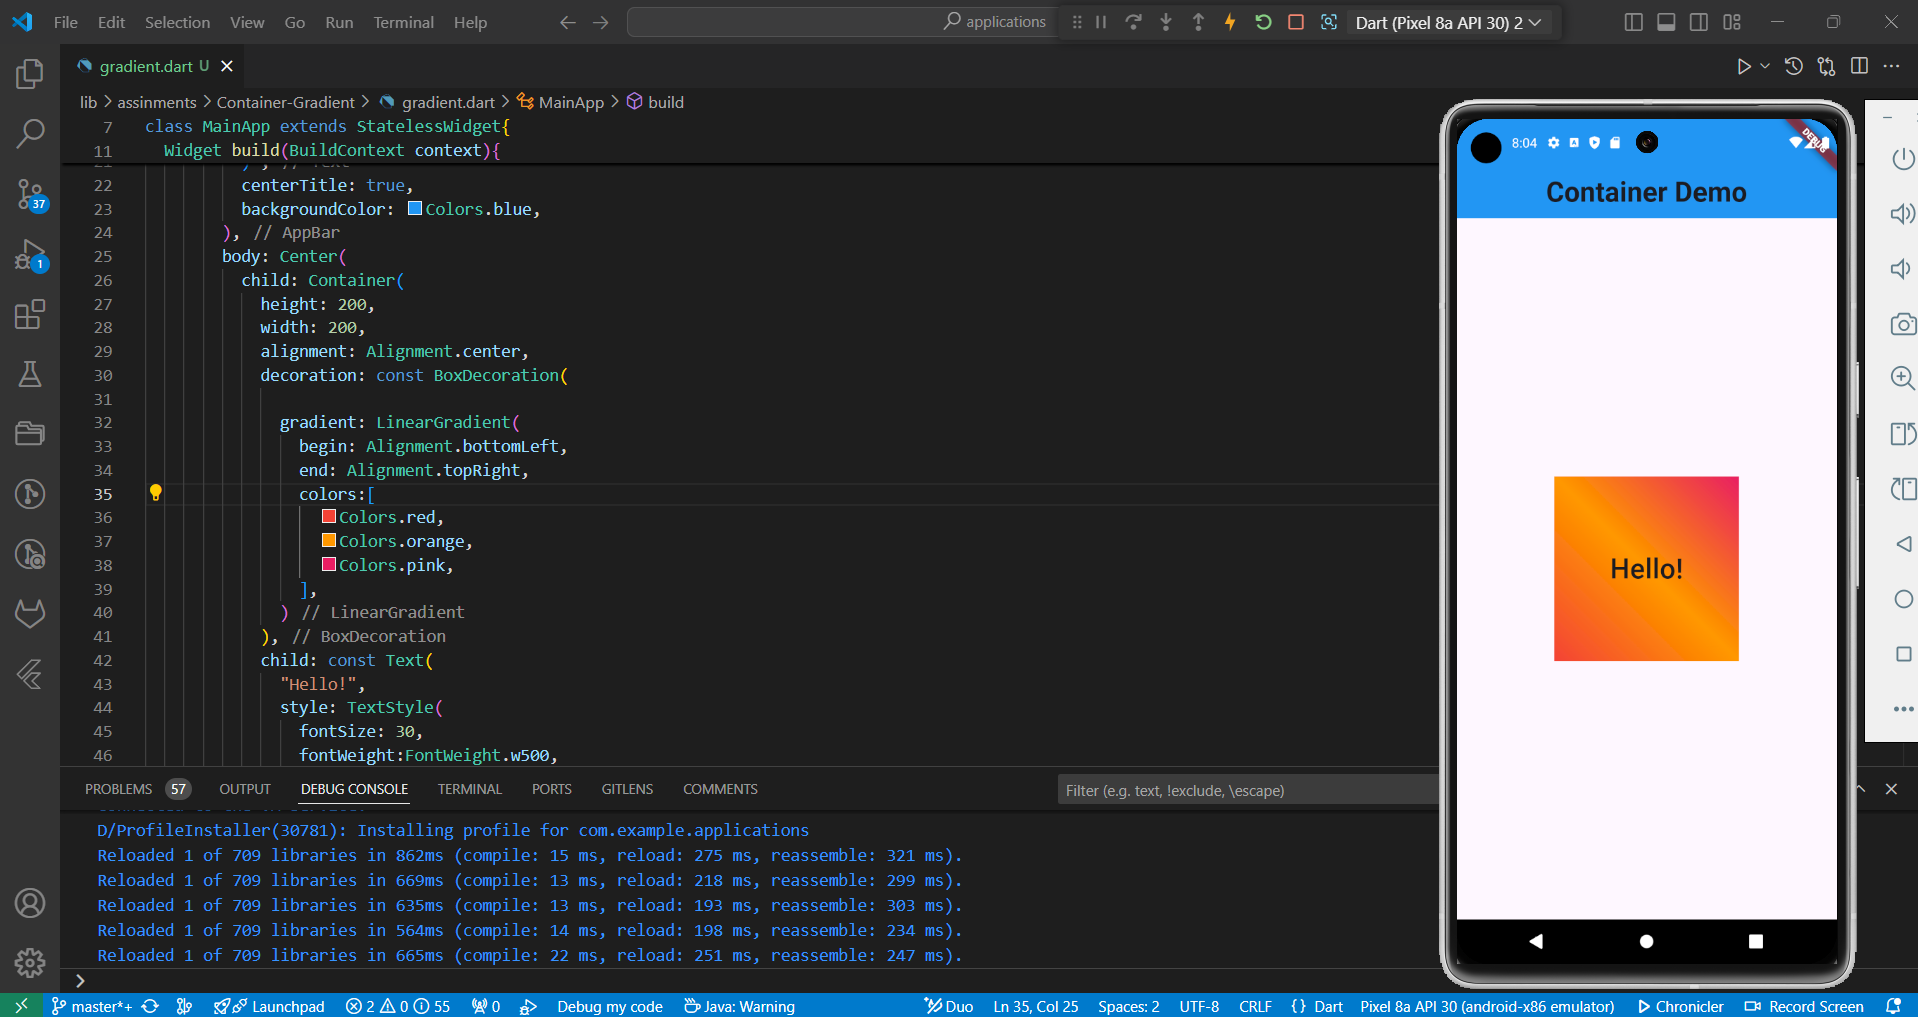 File Edit Selection View Go Run Terminal Help
applications
Dart (Pixel 8a API 30) 2
gradient.dart U
lib > assinments > Container-Gradient > gradient.dart > MainApp > build
7 class MainApp extends StatelessWidget{
11 Widget build(BuildContext context){
22 centerTitle: true,
23 backgroundColor: Colors.blue,
24 ), // AppBar
25 body: Center(
26 child: Container(
27 height: 200,
28 width: 200,
29 alignment: Alignment.center,
30 decoration: const BoxDecoration(
31
32 gradient: LinearGradient(
33 begin: Alignment.bottomLeft,
34 end: Alignment.topRight,
35 colors:[
36 Colors.red,
37 Colors.orange,
38 Colors.pink,
39 ],
40 ) // LinearGradient
41 ), // BoxDecoration
42 child: const Text(
43 "Hello!",
44 style: TextStyle(
45 fontSize: 30,
46 fontWeight:FontWeight.w500,
37
1
8:04
DEBUG
Container Demo
Hello!
PROBLEMS 57 OUTPUT DEBUG CONSOLE TERMINAL PORTS GITLENS COMMENTS
Filter (e.g. text, !exclude, \escape)
D/ProfileInstaller(30781): Installing profile for com.example.applications
Reloaded 1 of 709 libraries in 862ms (compile: 15 ms, reload: 275 ms, reassemble: 321 ms).
Reloaded 1 of 709 libraries in 669ms (compile: 13 ms, reload: 218 ms, reassemble: 299 ms).
Reloaded 1 of 709 libraries in 635ms (compile: 13 ms, reload: 193 ms, reassemble: 303 ms).
Reloaded 1 of 709 libraries in 564ms (compile: 14 ms, reload: 198 ms, reassemble: 234 ms).
Reloaded 1 of 709 libraries in 665ms (compile: 22 ms, reload: 251 ms, reassemble: 247 ms).
>
master*+ Launchpad 2 0 55 0 Debug my code Java: Warning Duo Ln 35, Col 25 Spaces: 2 UTF-8 CRLF {} Dart Pixel 8a API 30 (android-x86 emulator) Chronicler Record Screen